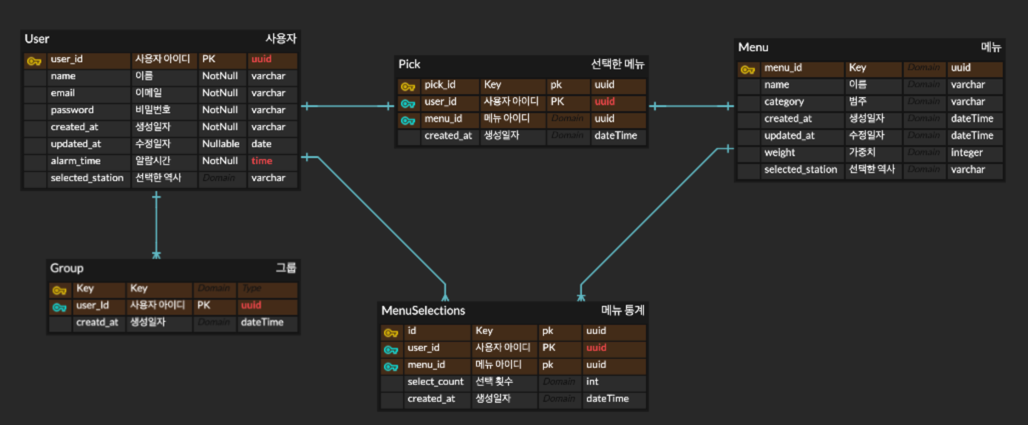 User 사용자
user_id 사용자 아이디 PK uuid
name 이름 NotNull varchar
email 이메일 NotNull varchar
password 비밀번호 NotNull varchar
created_at 생성일자 NotNull varchar
updated_at 수정일자 Nullable date
alarm_time 알람시간 NotNull time
selected_station 선택한 역사 Domain varchar
Pick 선택한 메뉴
pick_id Key pk uuid
user_id 사용자 아이디 PK uuid
menu_id 메뉴 아이디 Domain uuid
created_at 생성일자 Domain dateTime
Menu 메뉴
menu_id Key Domain uuid
name 이름 Domain varchar
category 범주 Domain varchar
created_at 생성일자 Domain dateTime
updated_at 수정일자 Domain dateTime
weight 가중치 Domain integer
selected_station 선택한 역사 Domain varchar
Group 그룹
Key Key Domain Type
user_Id 사용자 아이디 PK uuid
creatd_at 생성일자 Domain dateTime
MenuSelections 메뉴 통계
id Key pk uuid
user_id 사용자 아이디 PK uuid
menu_id 메뉴 아이디 pk uuid
select_count 선택 횟수 Domain int
created_at 생성일자 Domain dateTime